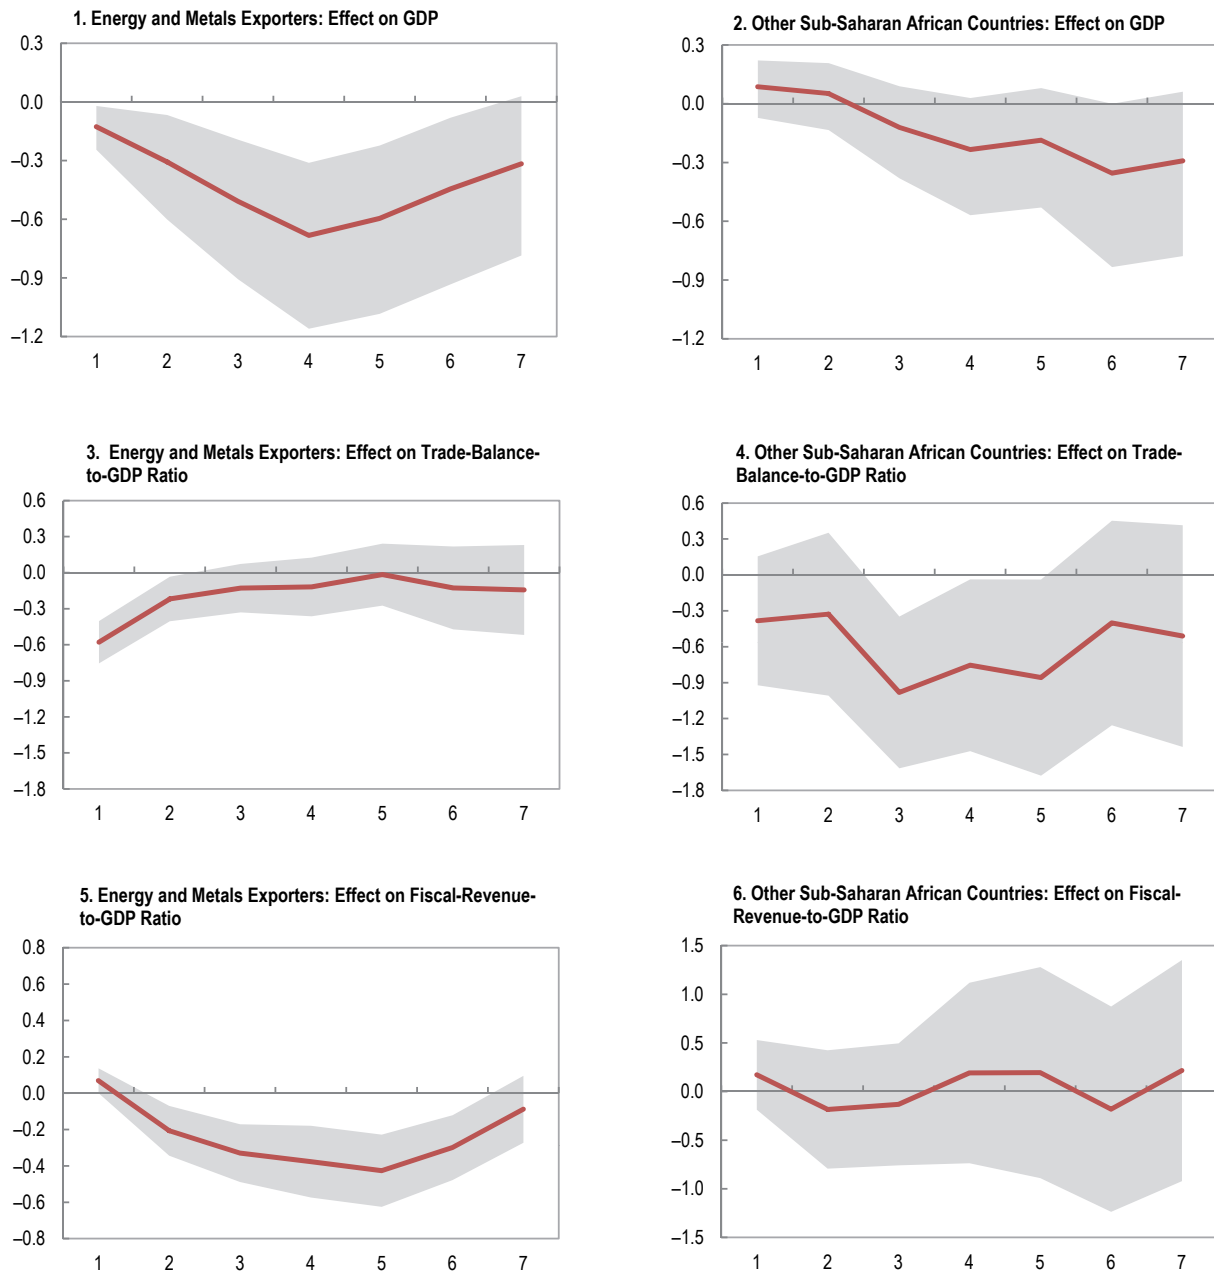 1. Energy and Metals Exporters: Effect on GDP
0.3
0.0
–0.3
–0.6
–0.9
–1.2
1 2 3 4 5 6 7
2. Other Sub-Saharan African Countries: Effect on GDP
0.3
0.0
–0.3
–0.6
–0.9
–1.2
1 2 3 4 5 6 7
3. Energy and Metals Exporters: Effect on Trade-Balance-
to-GDP Ratio
0.6
0.3
0.0
–0.3
–0.6
–0.9
–1.2
–1.5
–1.8
1 2 3 4 5 6 7
4. Other Sub-Saharan African Countries: Effect on Trade-
Balance-to-GDP Ratio
0.6
0.3
0.0
–0.3
–0.6
–0.9
–1.2
–1.5
–1.8
1 2 3 4 5 6 7
5. Energy and Metals Exporters: Effect on Fiscal-Revenue-
to-GDP Ratio
0.8
0.6
0.4
0.2
0.0
–0.2
–0.4
–0.6
–0.8
1 2 3 4 5 6 7
6. Other Sub-Saharan African Countries: Effect on Fiscal-
Revenue-to-GDP Ratio
1.5
1.0
0.5
0.0
–0.5
–1.0
–1.5
1 2 3 4 5 6 7